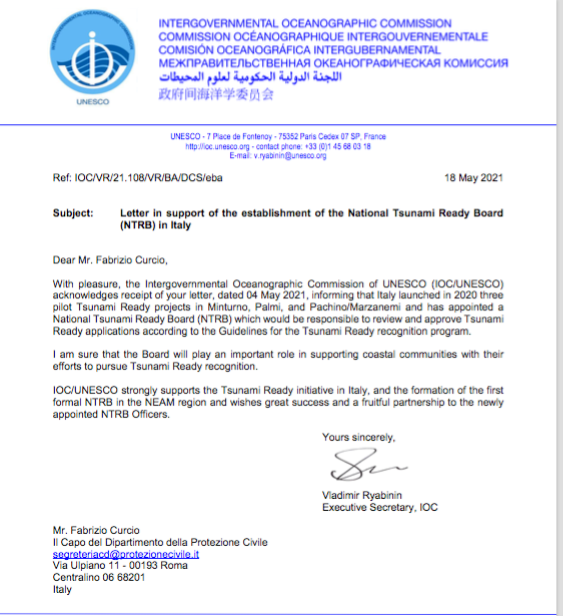 INTERGOVERNMENTAL OCEANOGRAPHIC COMMISSION
COMMISSION OCÉANOGRAPHIQUE INTERGOUVERNEMENTALE
COMISIÓN OCEANOGRÁFICA INTERGUBERNAMENTAL
МЕЖПРАВИТЕЛЬСТВЕННАЯ ОКЕАНОГРАФИЧЕСКАЯ КОМИССИЯ
اللجنة الدولية الحكومية لعلوم المحيطات
政府间海洋学委员会
UNESCO
UNESCO - 7 Place de Fontenoy - 75352 Paris Cedex 07 SP, France
http://ioc.unesco.org - contact phone: +33 (0)1 45 68 03 18
E-mail: v.ryabinin@unesco.org
Ref: IOC/VR/21.108/VR/BA/DCS/eba 18 May 2021
Subject: Letter in support of the establishment of the National Tsunami Ready Board
(NTRB) in Italy
Dear Mr. Fabrizio Curcio,
With pleasure, the Intergovernmental Oceanographic Commission of UNESCO (IOC/UNESCO)
acknowledges receipt of your letter, dated 04 May 2021, informing that Italy launched in 2020 three
pilot Tsunami Ready projects in Minturno, Palmi, and Pachino/Marzanemi and has appointed a
National Tsunami Ready Board (NTRB) which would be responsible to review and approve Tsunami
Ready applications according to the Guidelines for the Tsunami Ready recognition program.
I am sure that the Board will play an important role in supporting coastal communities with their
efforts to pursue Tsunami Ready recognition.
IOC/UNESCO strongly supports the Tsunami Ready initiative in Italy, and the formation of the first
formal NTRB in the NEAM region and wishes great success and a fruitful partnership to the newly
appointed NTRB Officers.
Yours sincerely,
Vladimir Ryabinin
Executive Secretary, IOC
Mr. Fabrizio Curcio
Il Capo del Dipartimento della Protezione Civile
segreteriacd@protezionecivile.it
Via Ulpiano 11 - 00193 Roma
Centralino 06 68201
Italy